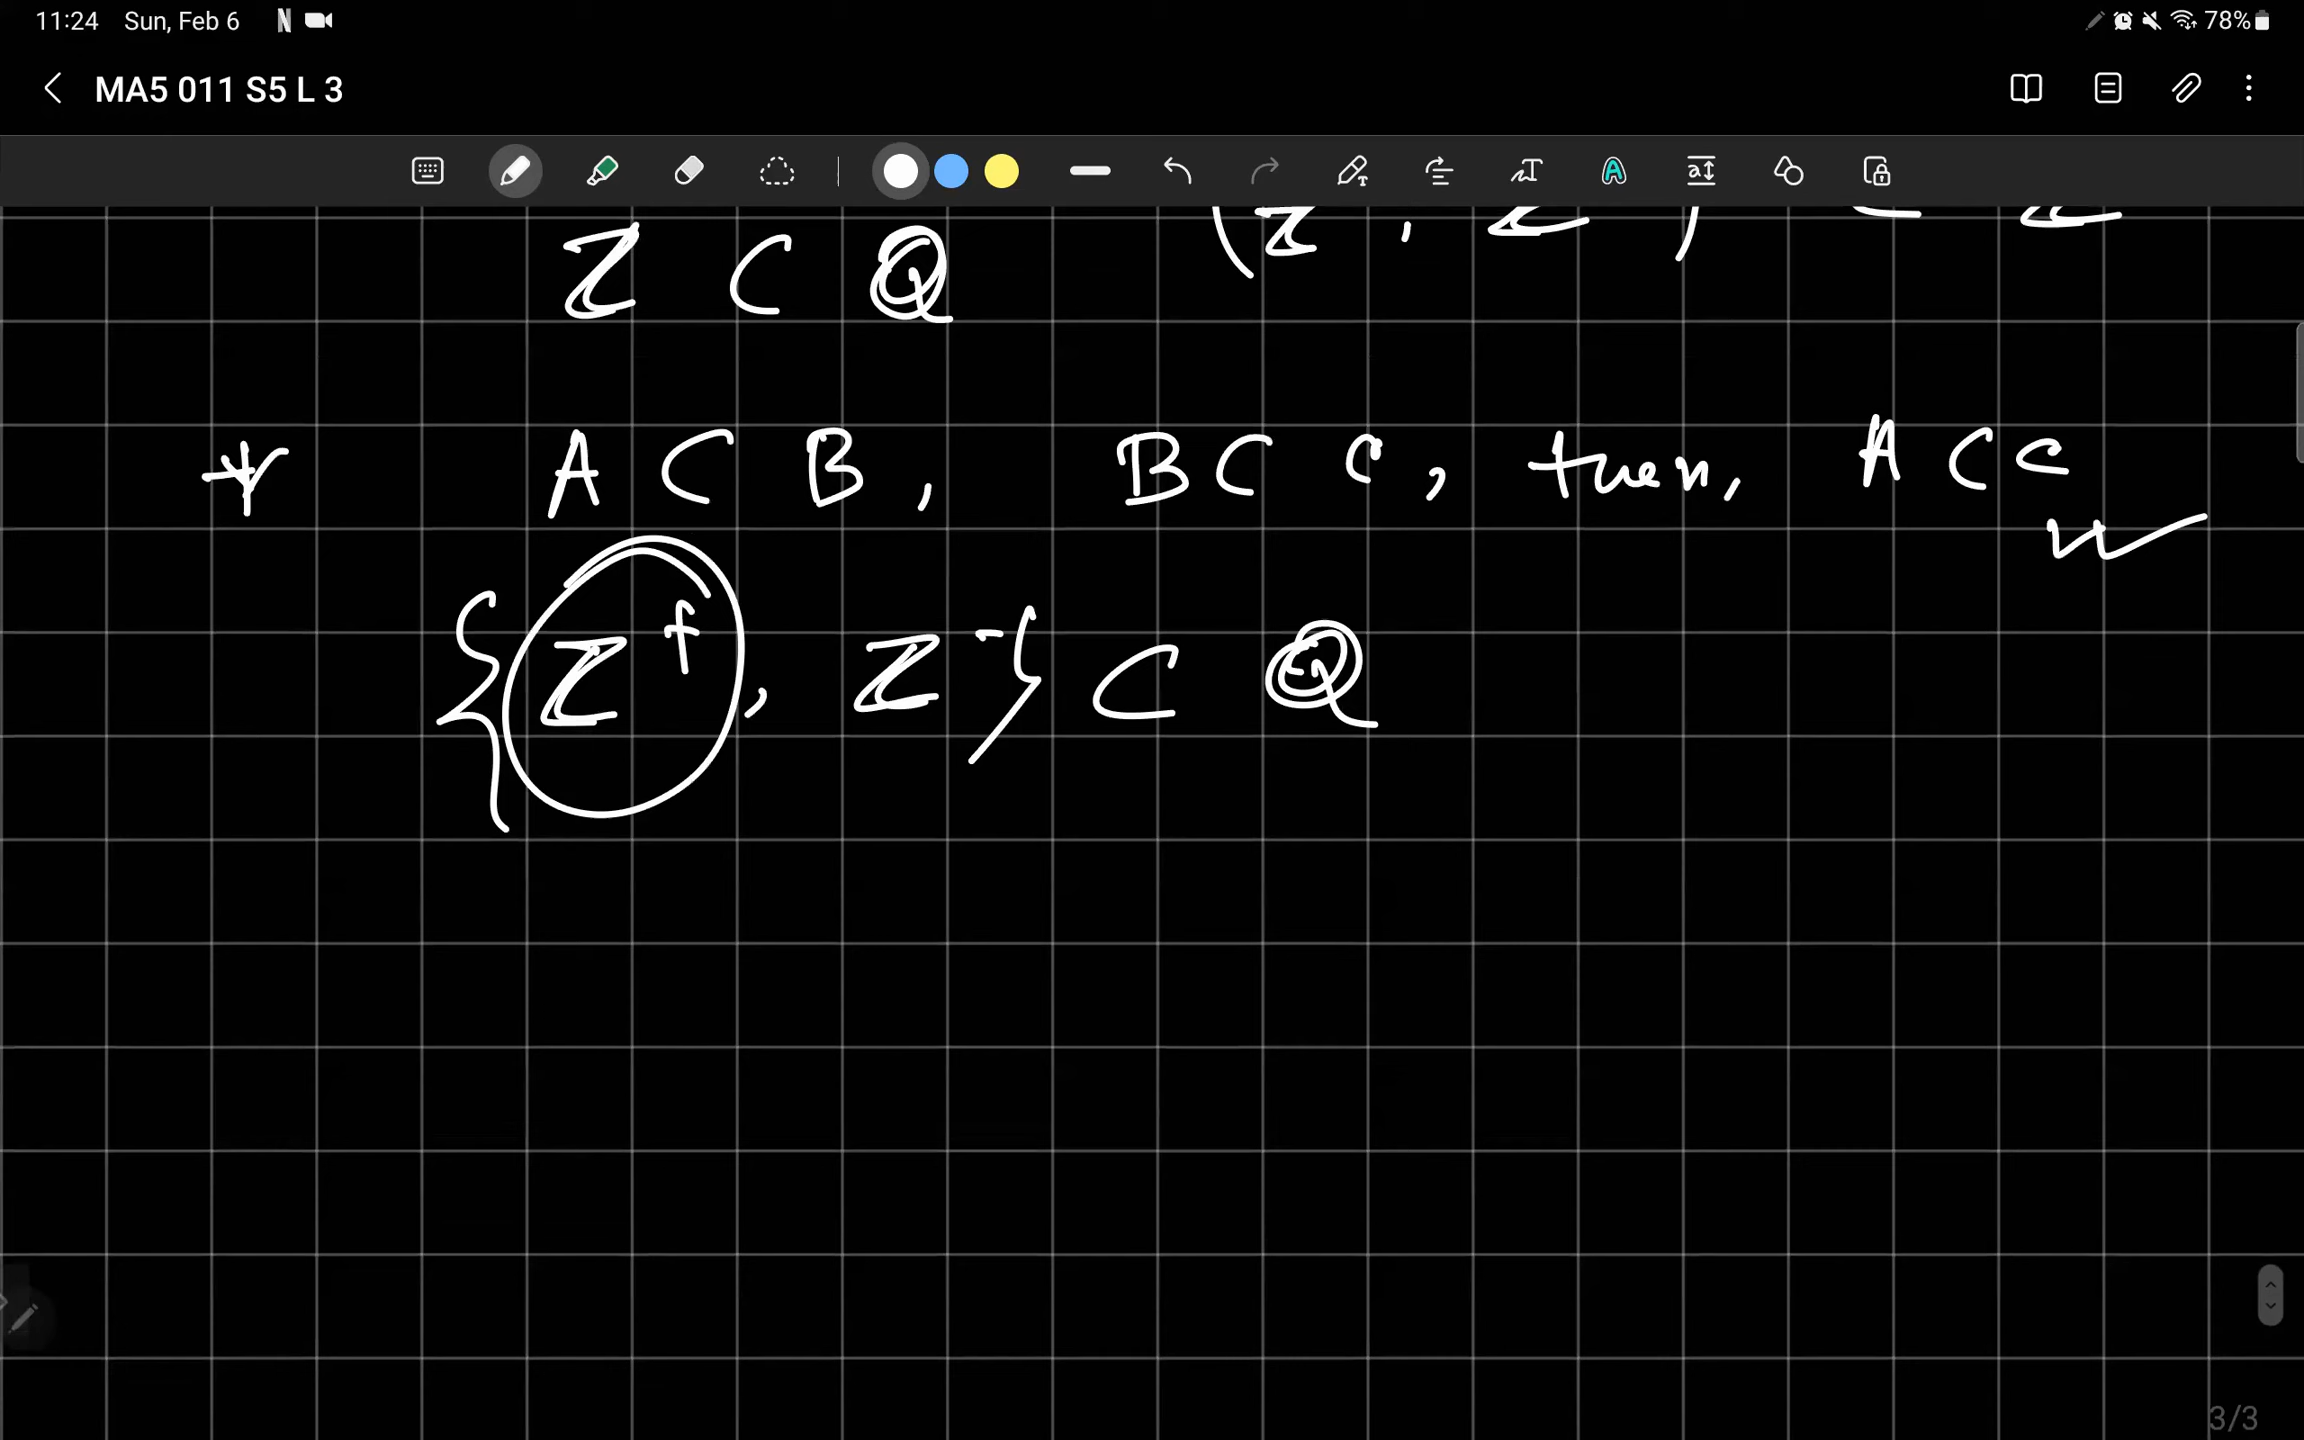 11:24 Sun, Feb 6 N 78%
MA5 011 S5 L 3
ℤ ⊂ ℚ
A ⊂ B, B ⊂ C, then, A ⊂ C
{ℤ⁺, ℤ⁻} ⊂ ℚ
3/3